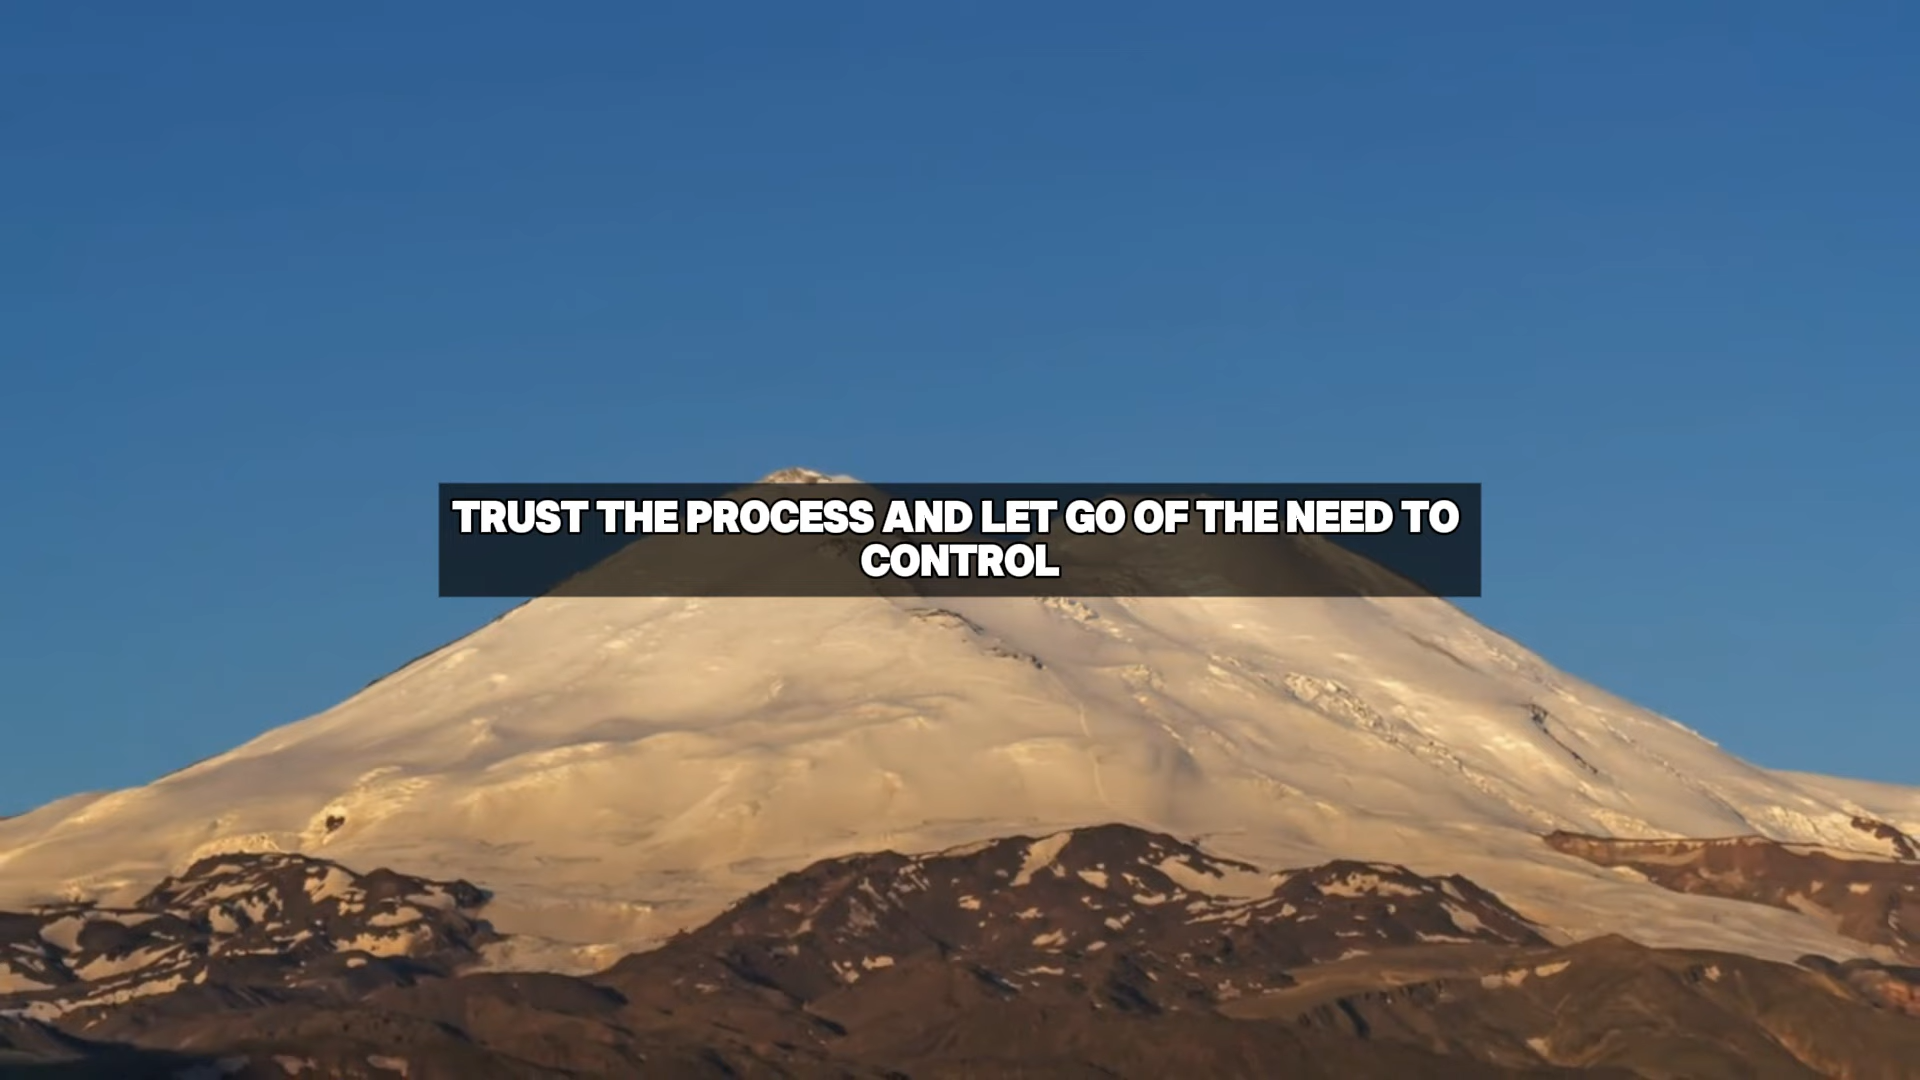 TRUST THE PROCESS AND LET GO OF THE NEED TO
CONTROL